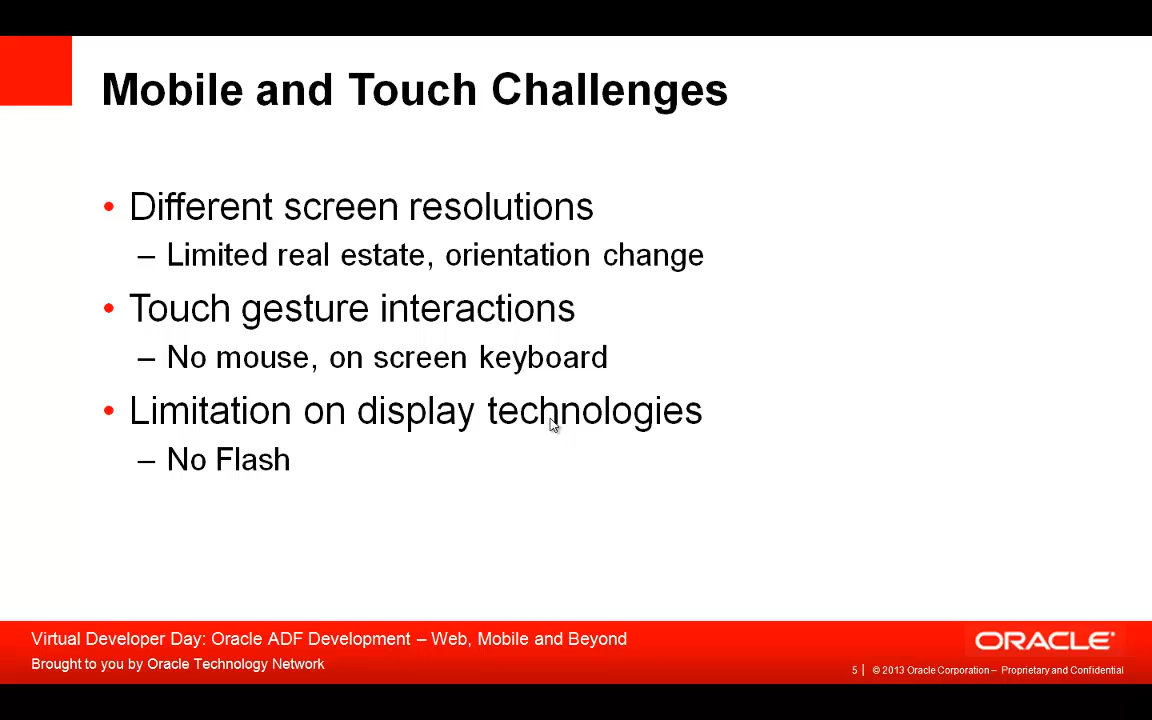 Mobile and Touch Challenges
• Different screen resolutions
– Limited real estate, orientation change
• Touch gesture interactions
– No mouse, on screen keyboard
• Limitation on display technologies
– No Flash
Virtual Developer Day: Oracle ADF Development – Web, Mobile and Beyond
Brought to you by Oracle Technology Network
ORACLE®
5 | © 2013 Oracle Corporation – Proprietary and Confidential